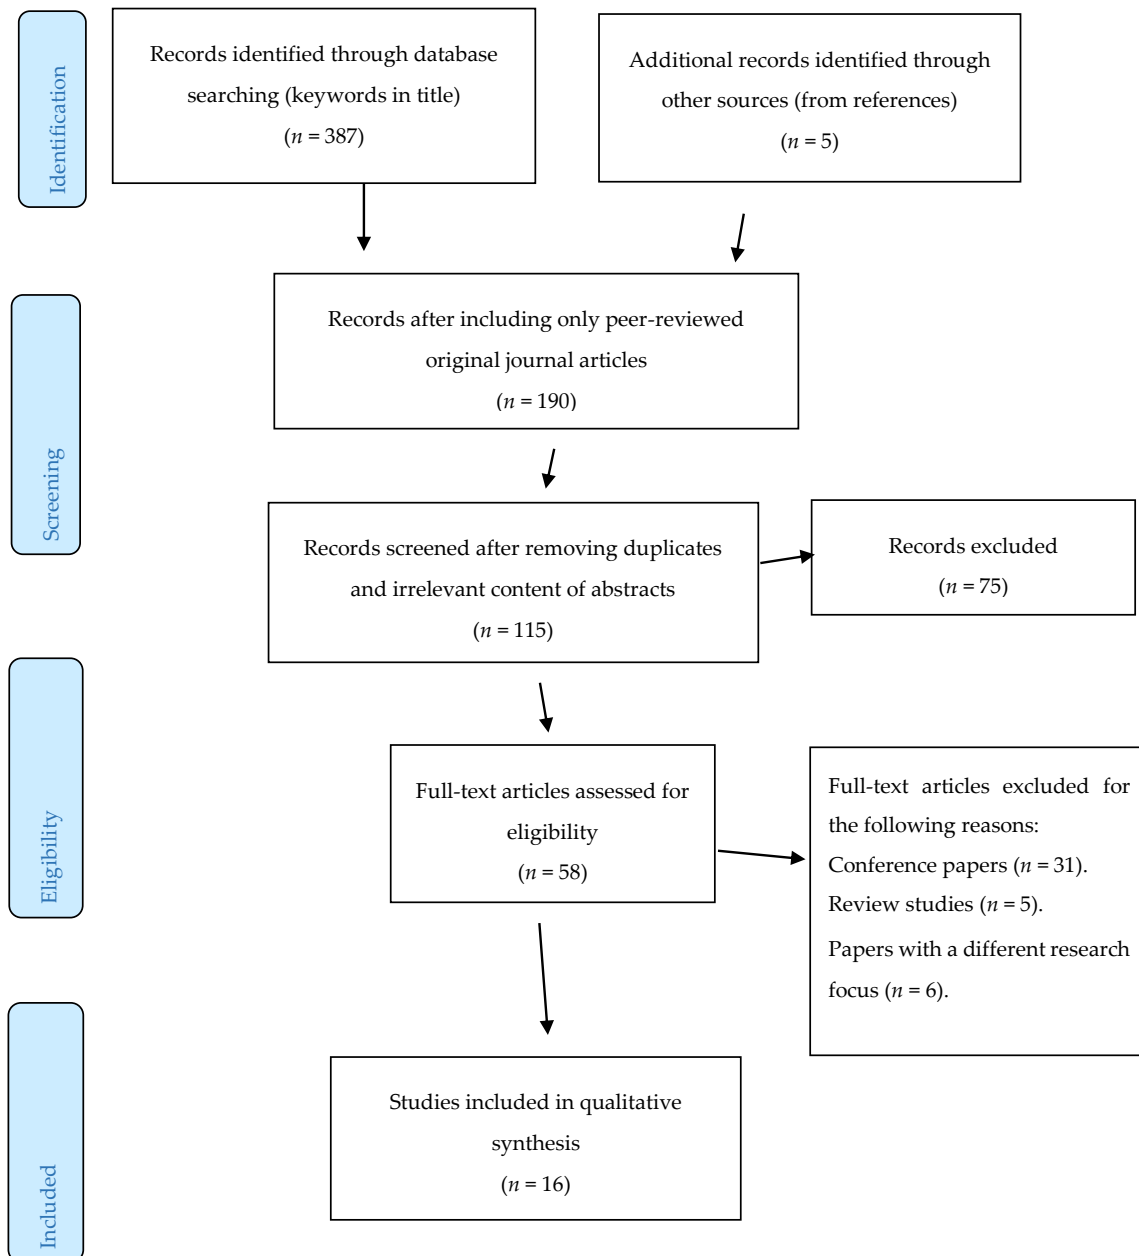 Identification
Records identified through database
searching (keywords in title)
(n = 387)
Additional records identified through
other sources (from references)
(n = 5)
Screening
Records after including only peer-reviewed
original journal articles
(n = 190)
Records screened after removing duplicates
and irrelevant content of abstracts
(n = 115)
Records excluded
(n = 75)
Eligibility
Full-text articles assessed for
eligibility
(n = 58)
Full-text articles excluded for
the following reasons:
Conference papers (n = 31).
Review studies (n = 5).
Papers with a different research
focus (n = 6).
Included
Studies included in qualitative
synthesis
(n = 16)